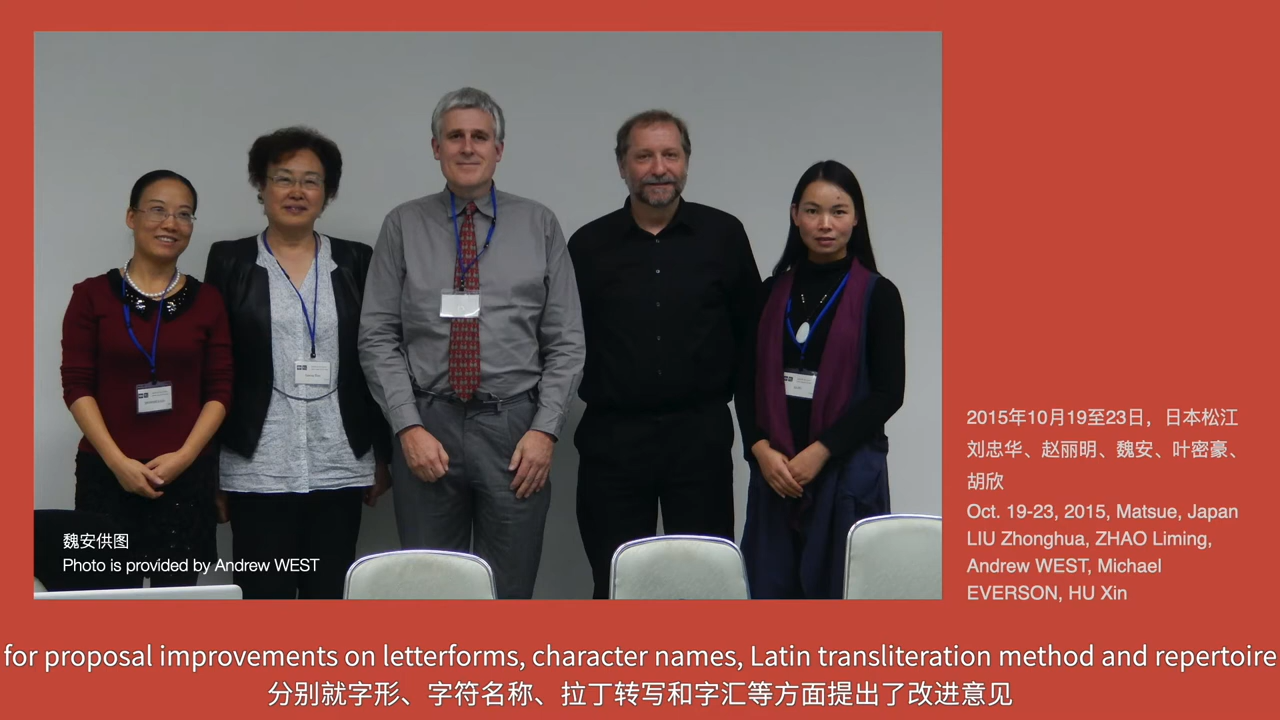 2015年10月19至23日，日本松江
刘忠华、赵丽明、魏安、叶密豪、
胡欣
Oct. 19-23, 2015, Matsue, Japan
LIU Zhonghua, ZHAO Liming,
Andrew WEST, Michael
EVERSON, HU Xin
魏安供图
Photo is provided by Andrew WEST
for proposal improvements on letterforms, character names, Latin transliteration method and repertoire
分别就字形、字符名称、拉丁转写和字汇等方面提出了改进意见